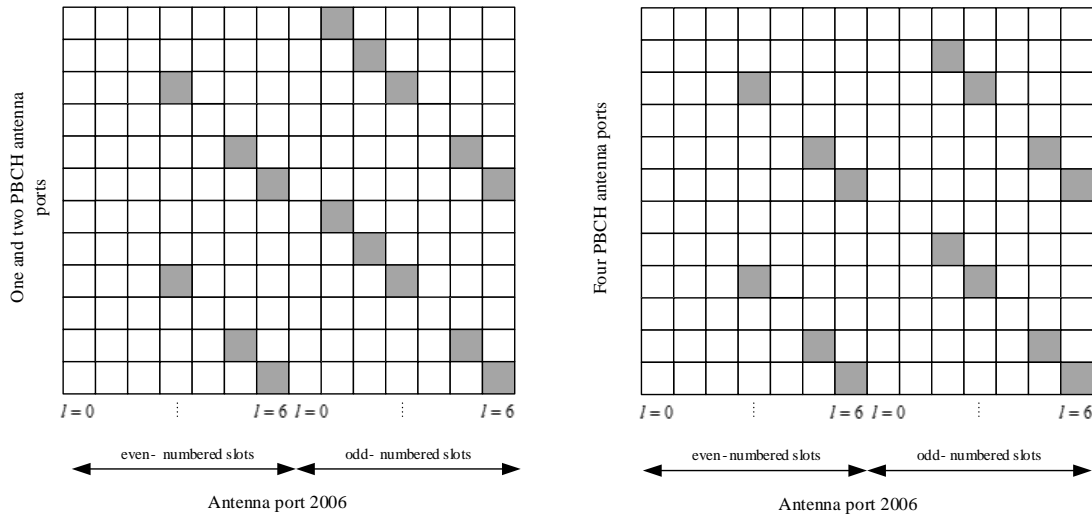 One and two PBCH antenna
ports
l = 0 ⋮ l = 6 l = 0 ⋮ l = 6
even- numbered slots odd- numbered slots
Antenna port 2006
Four PBCH antenna ports
l = 0 ⋮ l = 6 l = 0 ⋮ l = 6
even- numbered slots odd- numbered slots
Antenna port 2006